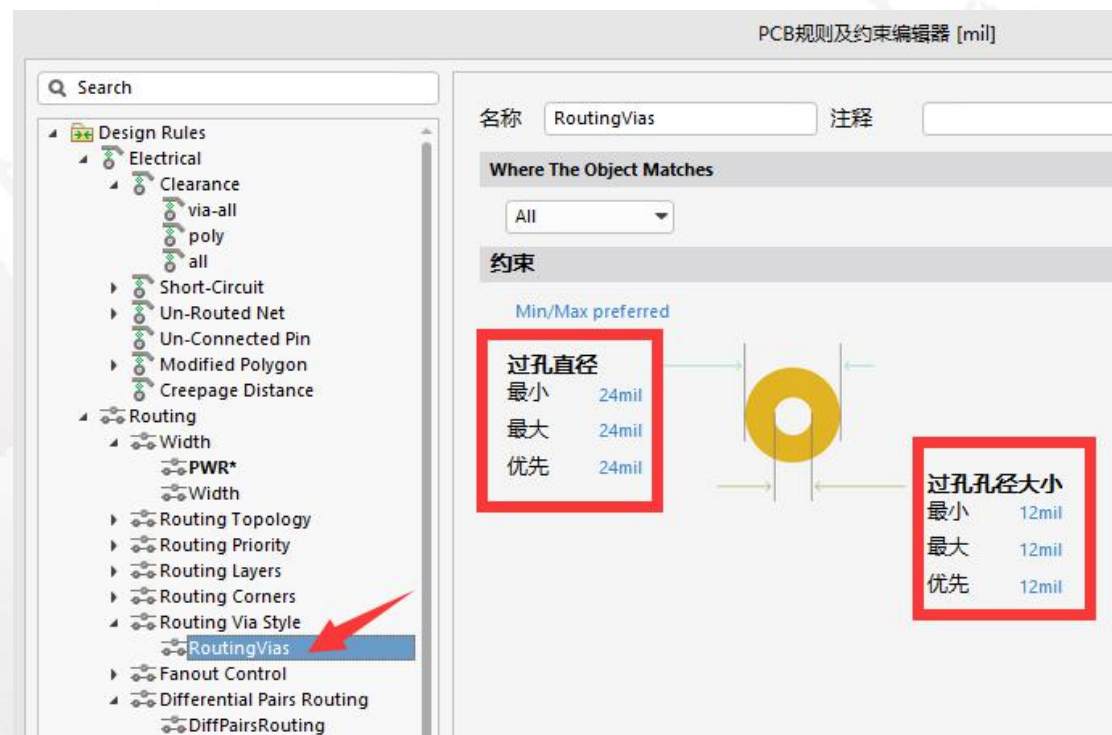 PCB规则及约束编辑器 [mil]
Search
Design Rules
Electrical
Clearance
via-all
poly
all
Short-Circuit
Un-Routed Net
Un-Connected Pin
Modified Polygon
Creepage Distance
Routing
Width
PWR*
Width
Routing Topology
Routing Priority
Routing Layers
Routing Corners
Routing Via Style
RoutingVias
Fanout Control
Differential Pairs Routing
DiffPairsRouting
名称 RoutingVias 注释
Where The Object Matches
All
约束
Min/Max preferred
过孔直径
最小 24mil
最大 24mil
优先 24mil
过孔孔径大小
最小 12mil
最大 12mil
优先 12mil